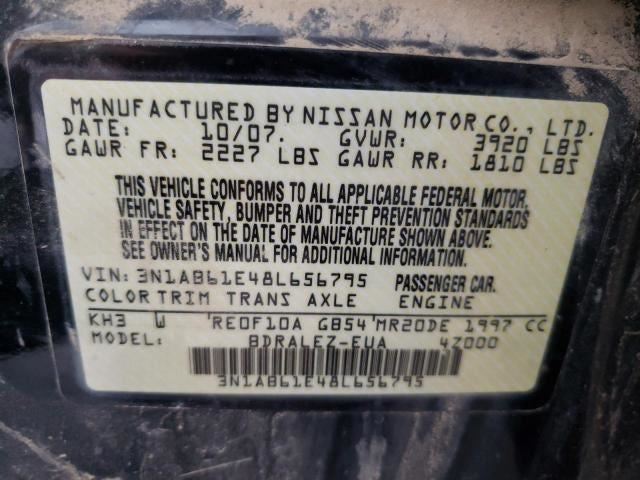 MANUFACTURED BY NISSAN MOTOR CO., LTD.
DATE: 10/07. GVWR: 3920 LBS
GAWR FR: 2227 LBS GAWR RR: 1810 LBS
THIS VEHICLE CONFORMS TO ALL APPLICABLE FEDERAL MOTOR.
VEHICLE SAFETY, BUMPER AND THEFT PREVENTION STANDARDS
IN EFFECT ON THE DATE OF MANUFACTURE SHOWN ABOVE.
SEE OWNER'S MANUAL FOR ADDITIONAL INFORMATION.
VIN: 3N1AB61E48L656795 PASSENGER CAR.
COLOR TRIM TRANS AXLE ENGINE
KH3 W 'RE0F10A GB54 'MR20DE 1997 CC
MODEL: BDRALEZ-EUA 4Z000
3N1AB61E48L656795